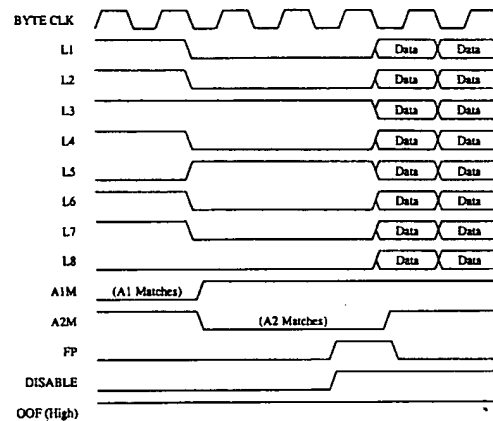 BYTE CLK
L1 Data Data
L2 Data Data
L3 Data Data
L4 Data Data
L5 Data Data
L6 Data Data
L7 Data Data
L8 Data Data
A1M (A1 Matches)
A2M (A2 Matches)
FP
DISABLE
OOF (High)